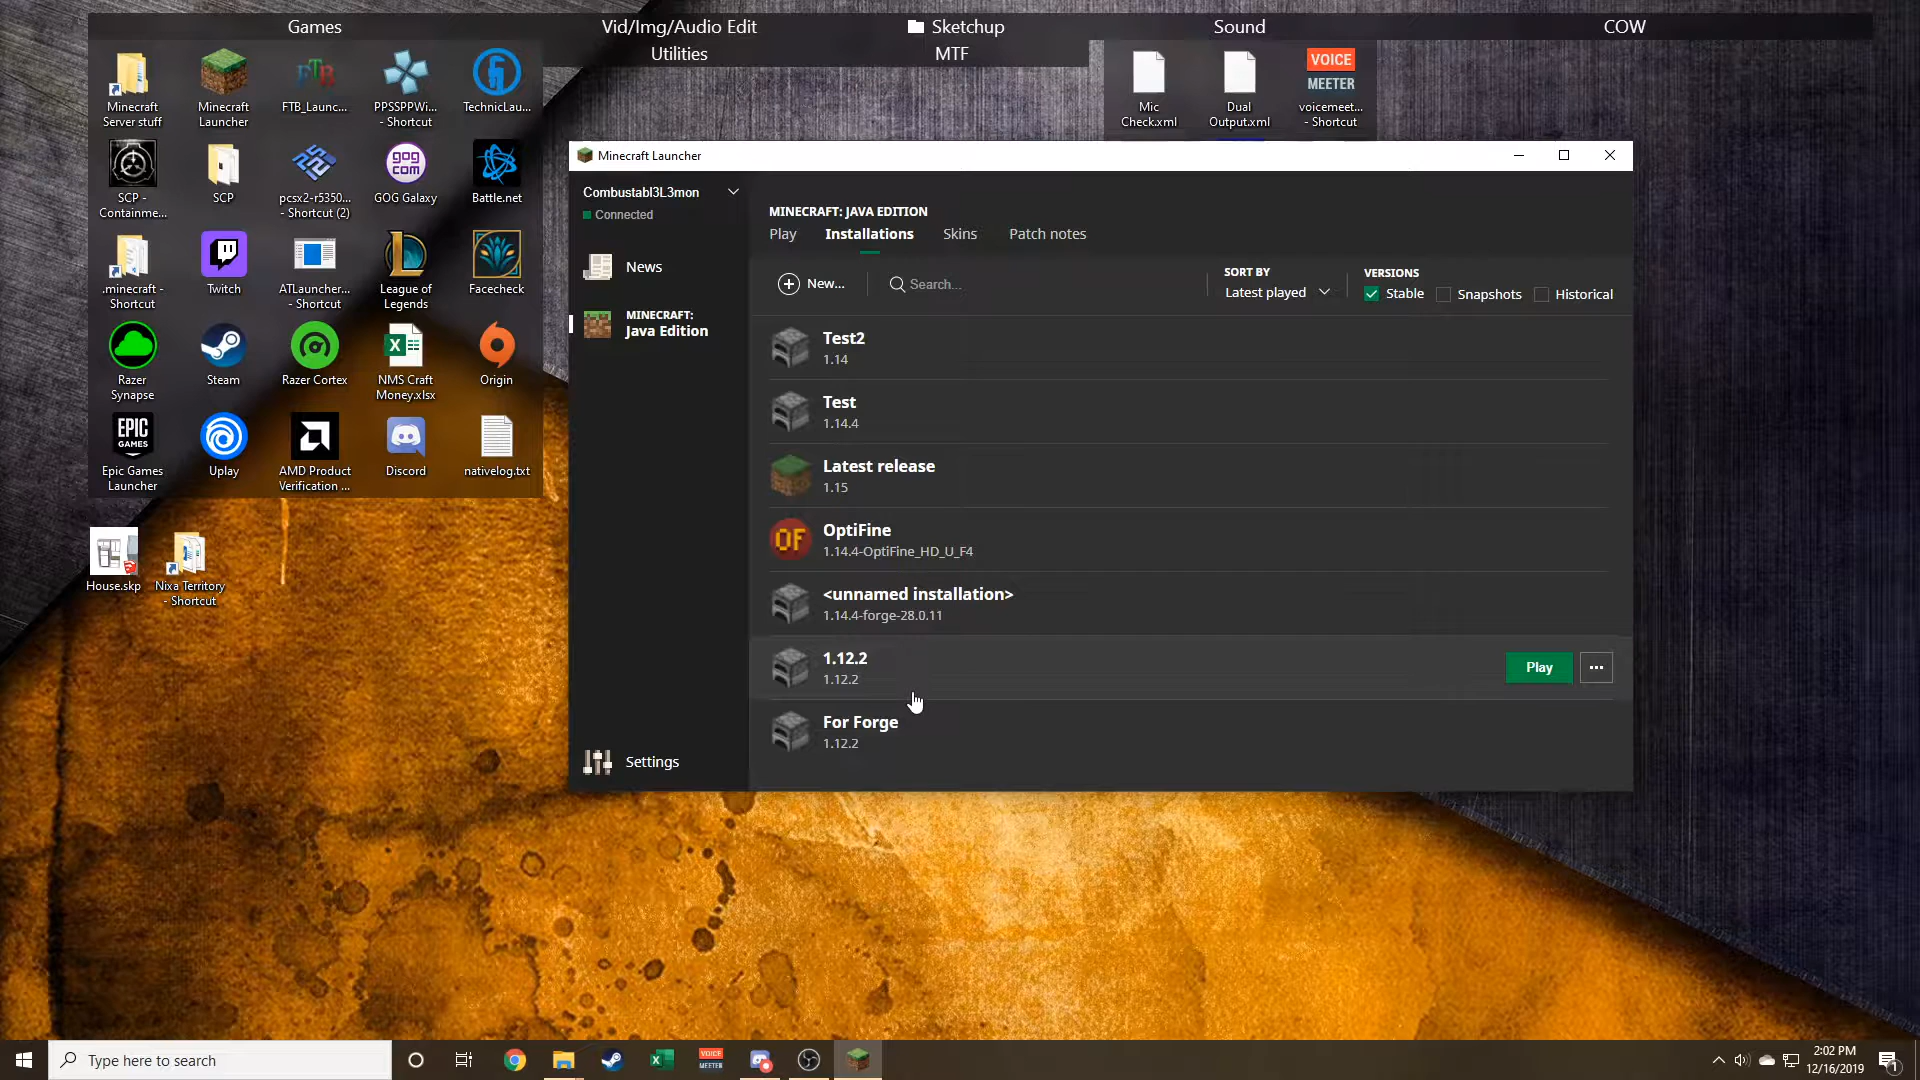 Games
Vid/Img/Audio Edit
Sketchup
Sound
COW
Utilities
MTF
Minecraft
Server stuff
Minecraft
Launcher
FTB
FTB_Launc...
PPSSPPWi...
- Shortcut
TechnicLau...
Mic
Check.xml
Dual
Output.xml
VOICE
MEETER
voicemeet...
- Shortcut
SCP -
Containme...
SCP
pcsx2-r5350...
- Shortcut (2)
gog
com
GOG Galaxy
Battle.net
.minecraft -
Shortcut
Twitch
ATLauncher...
- Shortcut
League of
Legends
Facecheck
Razer
Synapse
Steam
Razer Cortex
NMS Craft
Money.xlsx
Origin
EPIC
GAMES
Epic Games
Launcher
Uplay
AMD Product
Verification ...
Discord
nativelog.txt
House.skp
Nixa Territory
- Shortcut
Minecraft Launcher
Combustabl3L3mon
Connected
News
MINECRAFT:
Java Edition
Settings
MINECRAFT: JAVA EDITION
Play
Installations
Skins
Patch notes
New...
Search...
SORT BY
Latest played
VERSIONS
Stable
Snapshots
Historical
Test2
1.14
Test
1.14.4
Latest release
1.15
OF
OptiFine
1.14.4-OptiFine_HD_U_F4
<unnamed installation>
1.14.4-forge-28.0.11
1.12.2
1.12.2
Play
For Forge
1.12.2
Type here to search
VOICE
MEETER
2:02 PM
12/16/2019
1